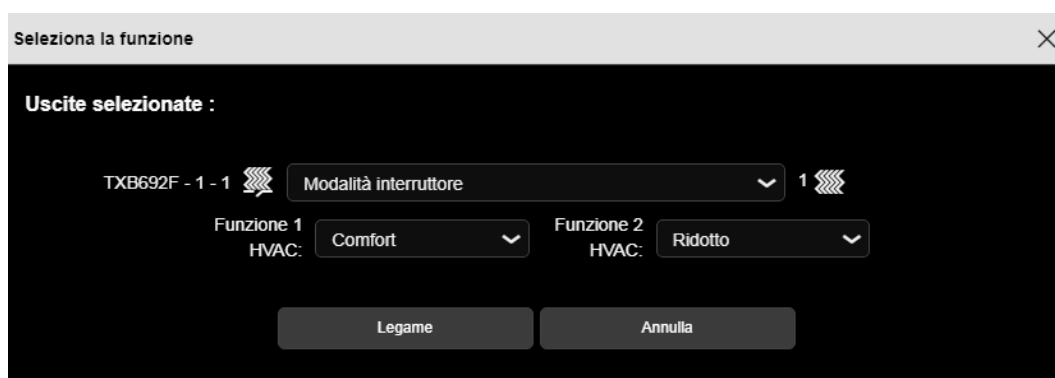 Seleziona la funzione
Uscite selezionate :
TXB692F - 1 - 1 Modalità interruttore 1
Funzione 1 HVAC: Comfort Funzione 2 HVAC: Ridotto
Legame Annulla